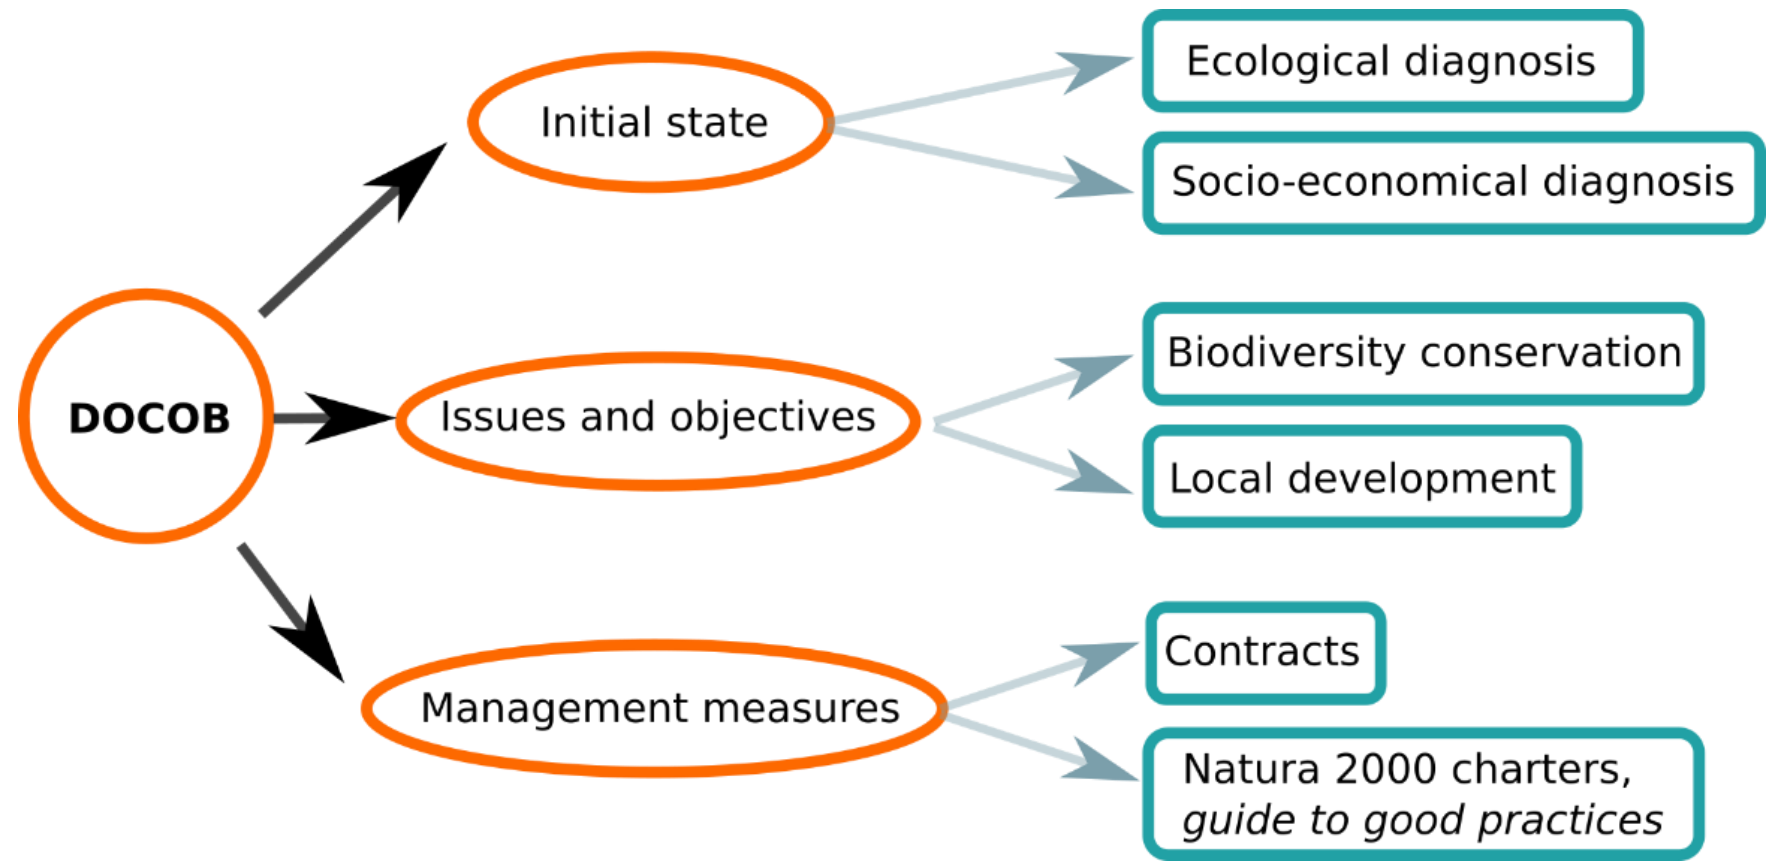 DOCOB
Initial state
Ecological diagnosis
Socio-economical diagnosis
Issues and objectives
Biodiversity conservation
Local development
Management measures
Contracts
Natura 2000 charters,
guide to good practices